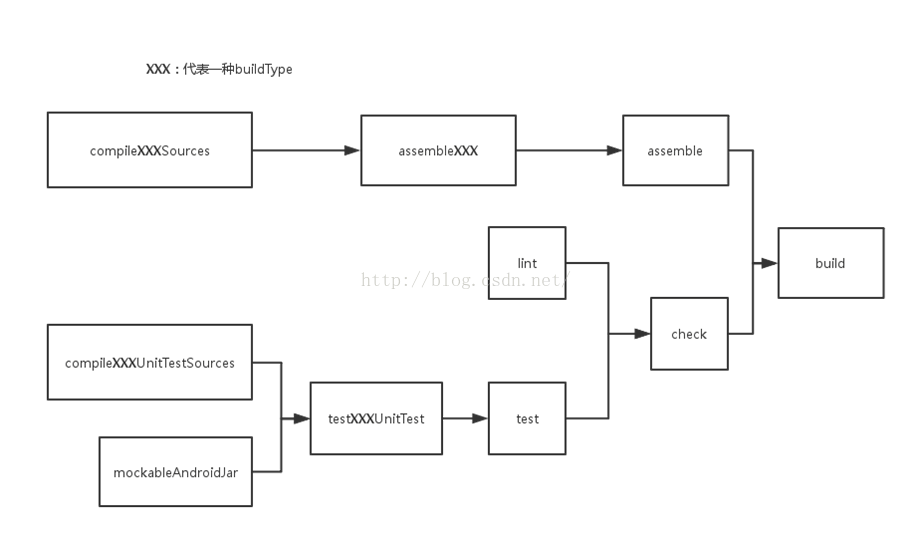 XXX：代表一种buildType
compileXXXSources
assembleXXX
assemble
lint
build
http://blog.csdn.net/
check
compileXXXUnitTestSources
testXXXUnitTest
test
mockableAndroidJar